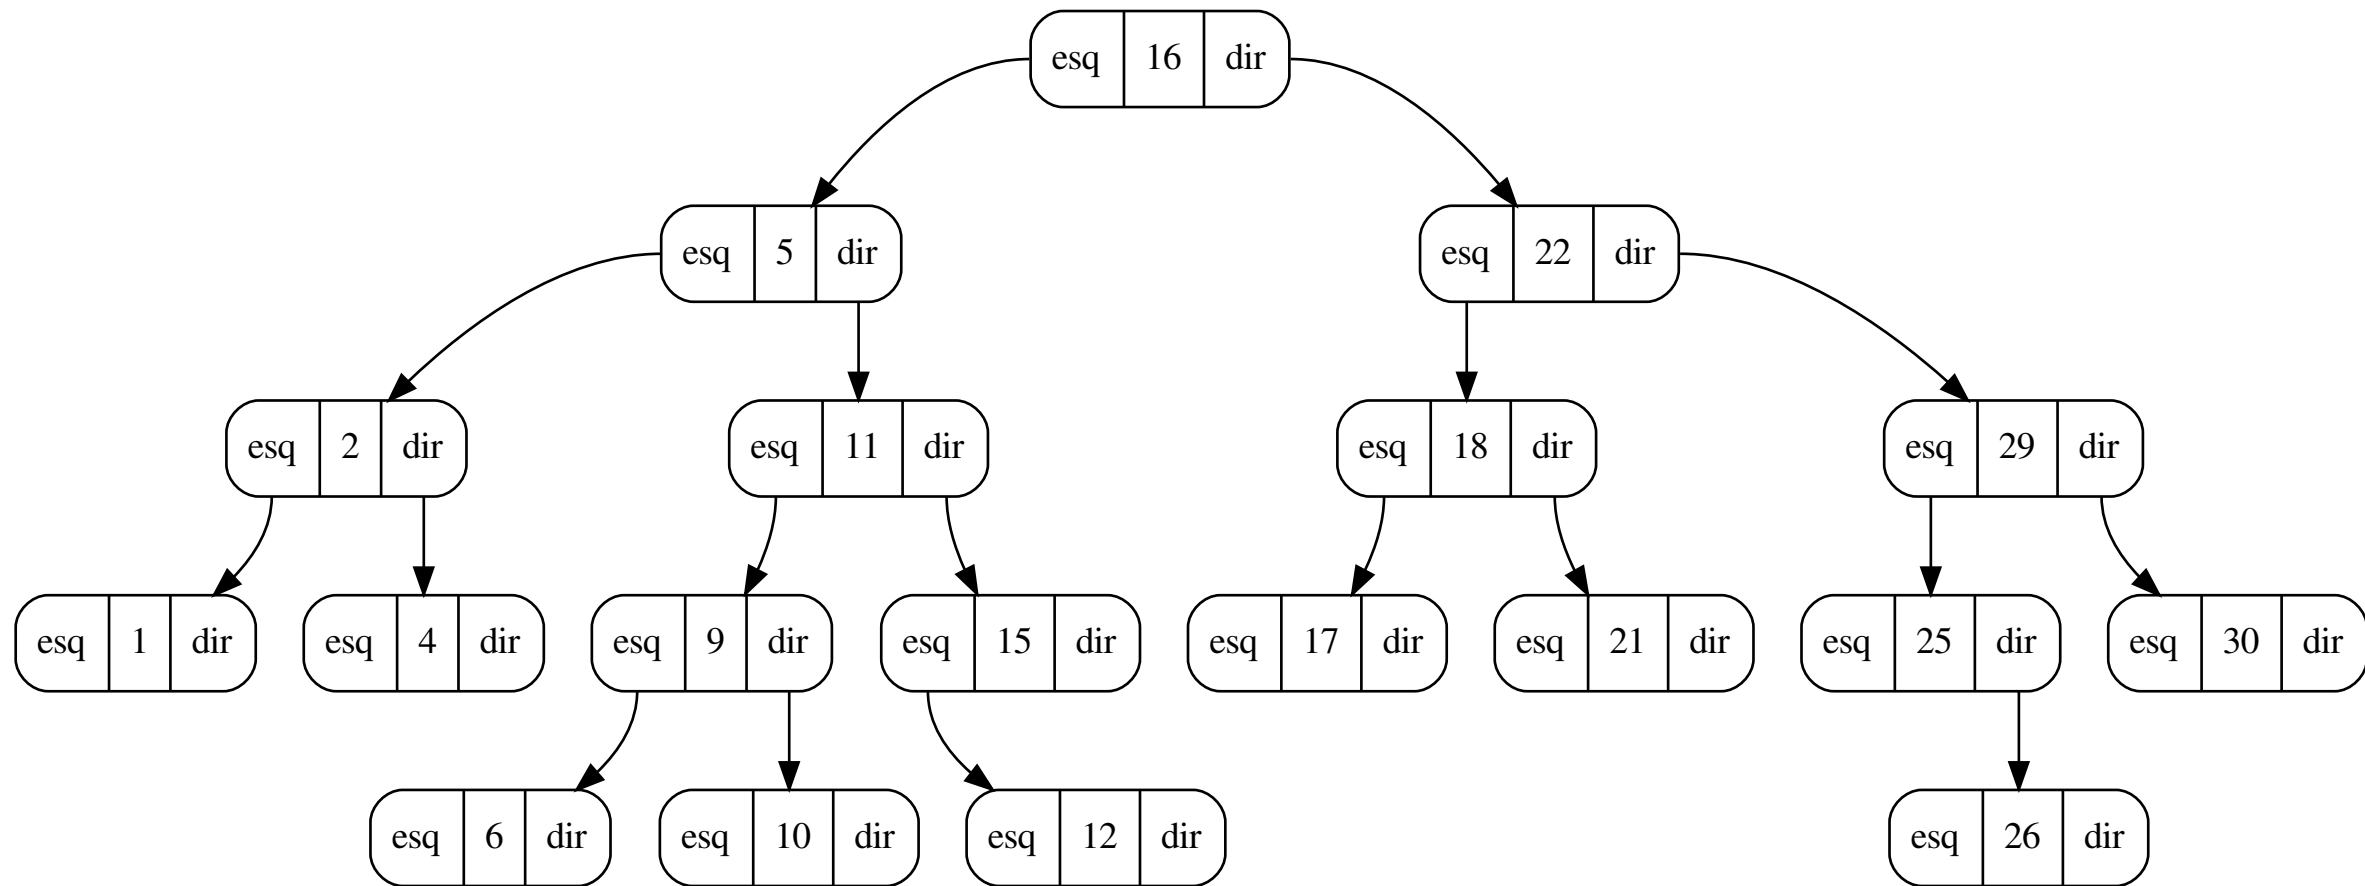 esq 16 dir
esq 5 dir esq 22 dir
esq 2 dir esq 11 dir esq 18 dir esq 29 dir
esq 1 dir esq 4 dir esq 9 dir esq 15 dir esq 17 dir esq 21 dir esq 25 dir esq 30 dir
esq 6 dir esq 10 dir esq 12 dir esq 26 dir